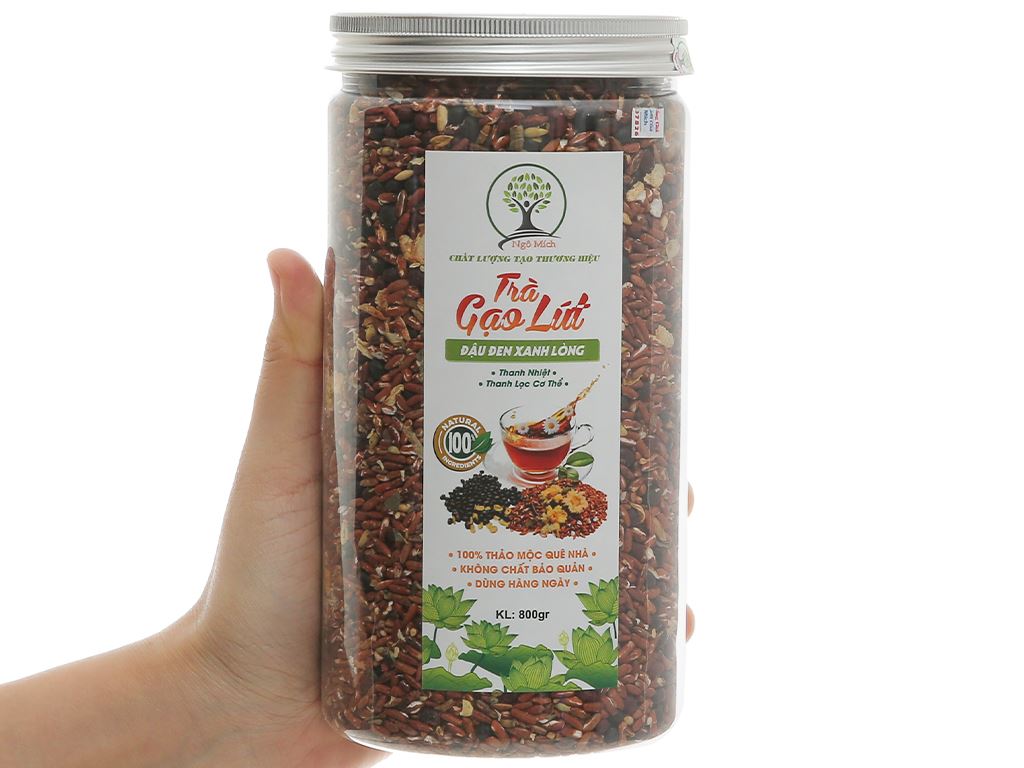 Ngô Mích
CHẤT LƯỢNG TẠO THƯƠNG HIỆU
Trà
Gạo Lứt
ĐẬU ĐEN XANH LÒNG
• Thanh Nhiệt •
• Thanh Lọc Cơ Thể •
NATURAL
100%
INGREDIENTS
• 100% THẢO MỘC QUÊ NHÀ •
• KHÔNG CHẤT BẢO QUẢN •
• DÙNG HÀNG NGÀY •
KL: 800gr